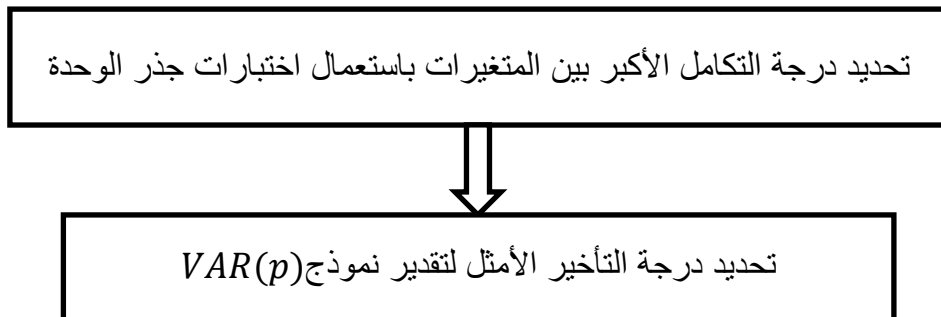 تحديد درجة التكامل الأكبر بين المتغيرات باستعمال اختبارات جذر الوحدة
تحديد درجة التأخير الأمثل لتقدير نموذج VAR(p)